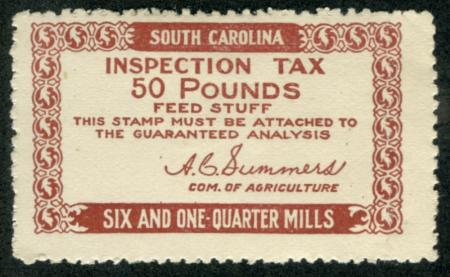 SOUTH CAROLINA
INSPECTION TAX
50 POUNDS
FEED STUFF
THIS STAMP MUST BE ATTACHED TO
THE GUARANTEED ANALYSIS
A.C. Summers
COM. OF AGRICULTURE
SIX AND ONE-QUARTER MILLS